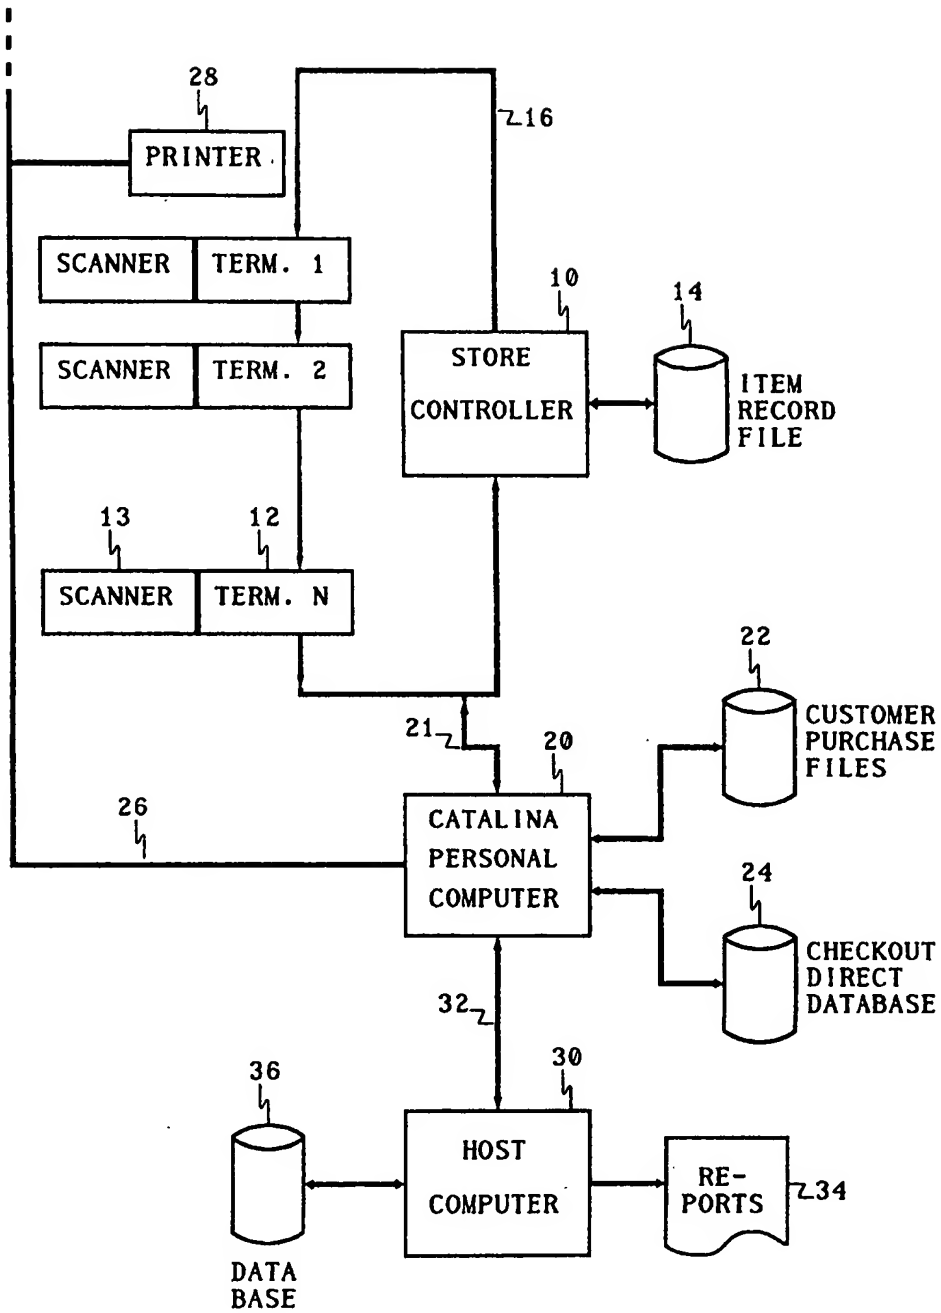 28
PRINTER
16
SCANNER TERM. 1
10
14
SCANNER TERM. 2
STORE
CONTROLLER
ITEM
RECORD
FILE
13
12
SCANNER TERM. N
22
CUSTOMER
PURCHASE
FILES
21
20
26
CATALINA
PERSONAL
COMPUTER
24
CHECKOUT
DIRECT
DATABASE
32
30
36
HOST
COMPUTER
RE-
PORTS
34
DATA
BASE